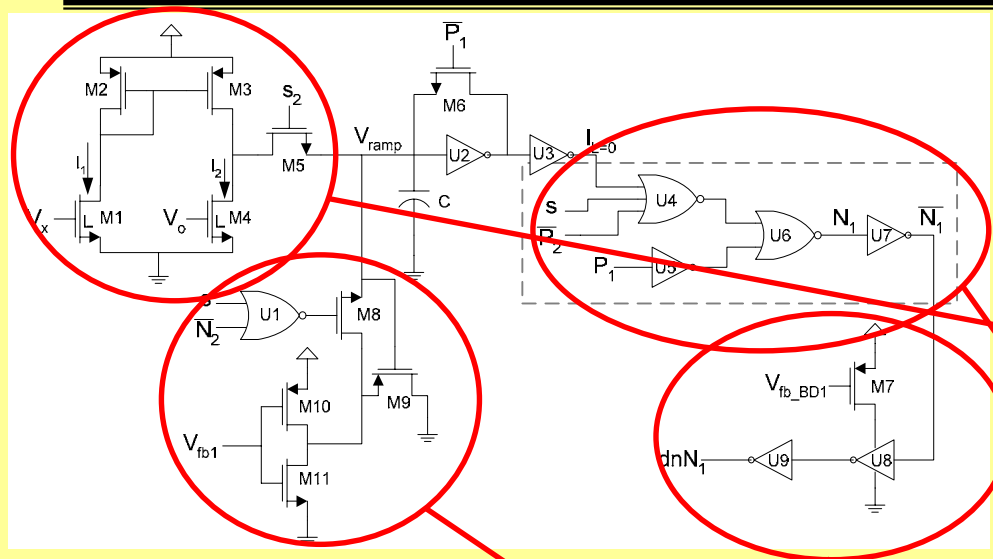 P1
M2
M3
s2
M6
Vramp
M5
U2
U3
IL=0
I1
I2
C
Vx
L
M1
Vo
L
M4
s
U4
P2
P1
U5
U6
N1
U7
N1
s
N2
U1
M8
M9
M10
Vfb1
M11
Vfb_BD1
M7
dnN1
U9
U8